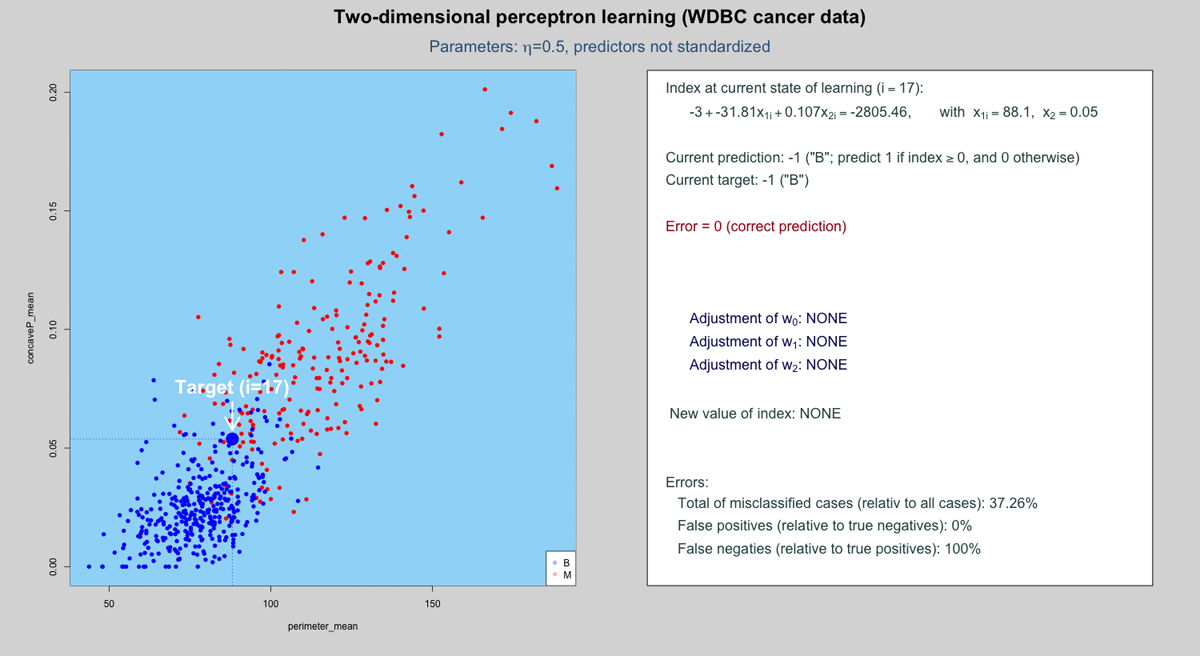 Two-dimensional perceptron learning (WDBC cancer data)
Parameters: η=0.5, predictors not standardized
concaveP_mean
0.20
0.15
0.10
0.05
0.00
Target (i=17)
B
M
50
100
150
perimeter_mean
Index at current state of learning (i = 17):
-3 + -31.81x₁ᵢ + 0.107x₂ᵢ = -2805.46, with x₁ᵢ = 88.1, x₂ = 0.05
Current prediction: -1 ("B"; predict 1 if index ≥ 0, and 0 otherwise)
Current target: -1 ("B")
Error = 0 (correct prediction)
Adjustment of w₀: NONE
Adjustment of w₁: NONE
Adjustment of w₂: NONE
New value of index: NONE
Errors:
Total of misclassified cases (relativ to all cases): 37.26%
False positives (relative to true negatives): 0%
False negaties (relative to true positives): 100%